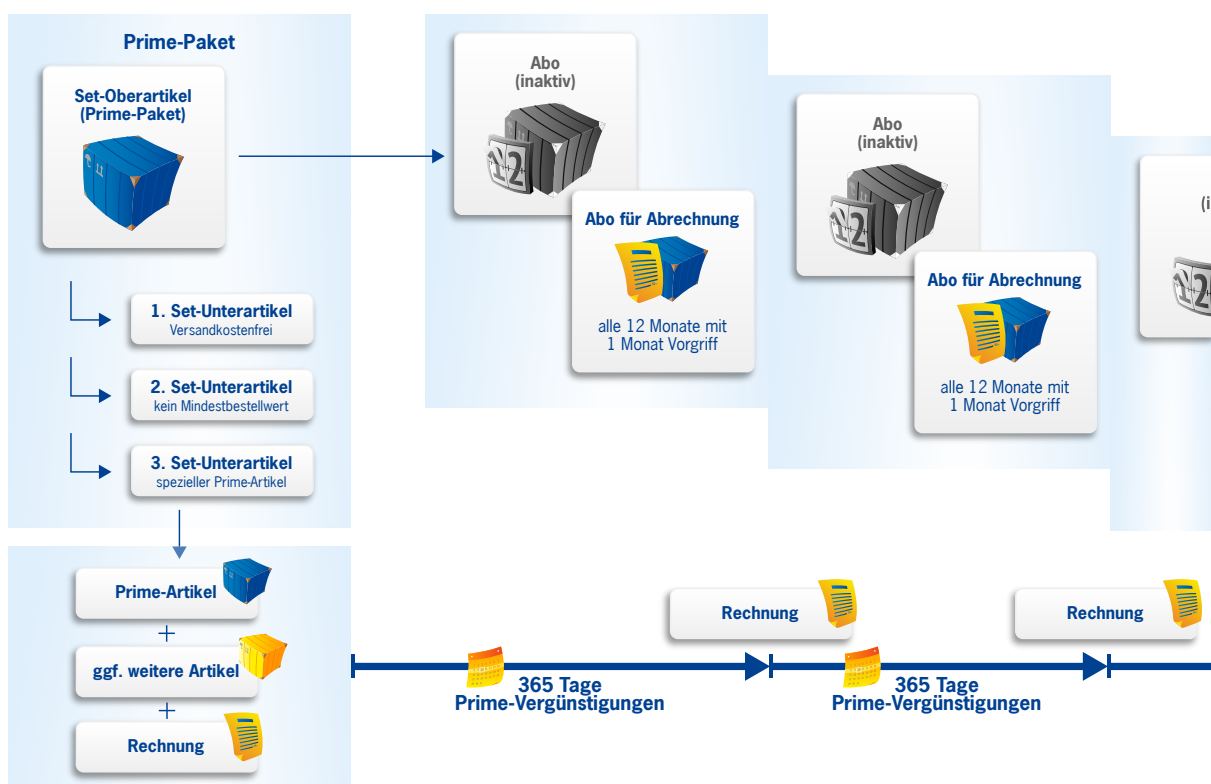 Prime-Paket
Set-Oberartikel
(Prime-Paket)
1. Set-Unterartikel
Versandkostenfrei
2. Set-Unterartikel
kein Mindestbestellwert
3. Set-Unterartikel
spezieller Prime-Artikel
Abo
(inaktiv)
12
Abo für Abrechnung
alle 12 Monate mit
1 Monat Vorgriff
Abo
(inaktiv)
12
Abo für Abrechnung
alle 12 Monate mit
1 Monat Vorgriff
(i
12
Prime-Artikel
+
ggf. weitere Artikel
+
Rechnung
365 Tage
Prime-Vergünstigungen
Rechnung
365 Tage
Prime-Vergünstigungen
Rechnung